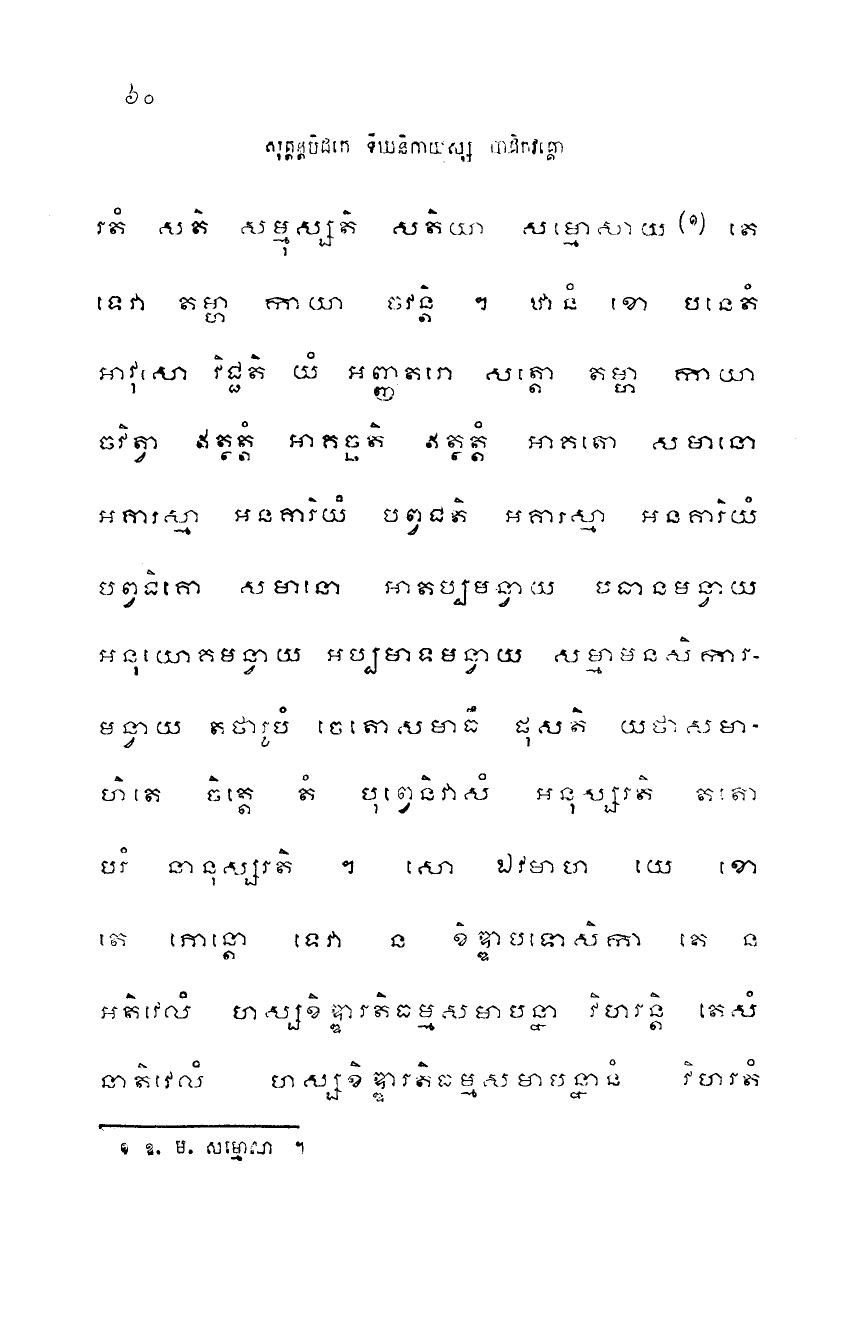 ៦០
សុត្តន្តបិដកេ ទីឃនិកាយស្ស បាដិកវគ្គោ
រតំ សតិ សម្មុស្សតិ សតិយា សម្មោសាយ (១) តេ
ទេវា តម្ហា កាយា ចវន្តិ ។ ឋានំ ខោ បនេតំ
អាវុសោ វិជ្ជតិ យំ អញ្ញតរោ សត្តោ តម្ហា កាយា
ចវិត្វា ឥត្ថត្តំ អាគច្ឆតិ ឥត្ថត្តំ អាគតោ សមានោ
អគារស្មា អនគារិយំ បព្វជតិ អគារស្មា អនគារិយំ
បព្វជិតោ សមានោ អាតប្បមន្វាយ បធានមន្វាយ
អនុយោគមន្វាយ អប្បមាទមន្វាយ សម្មាមនសិការ-
មន្វាយ តថារូបំ ចេតោសមាធឹ ផុសតិ យថាសមា-
ហិតេ ចិត្តេ តំ បុព្វេនិវាសំ អនុស្សរតិ តតោ
បរំ នានុស្សរតិ ។ សោ ឯវមាហ យេ ខោ
តេ ភោន្តោ ទេវា ន ខិឌ្ឌាបទោសិកា តេ ន
អតិវេលំ ហស្សខិឌ្ឌារតិធម្មសមាបន្នា វិហរន្តិ តេសំ
នាតិវេលំ ហស្សខិឌ្ឌារតិធម្មសមាបន្នានំ វិហរតំ
១ ឱ. ម. សម្មោសា ។